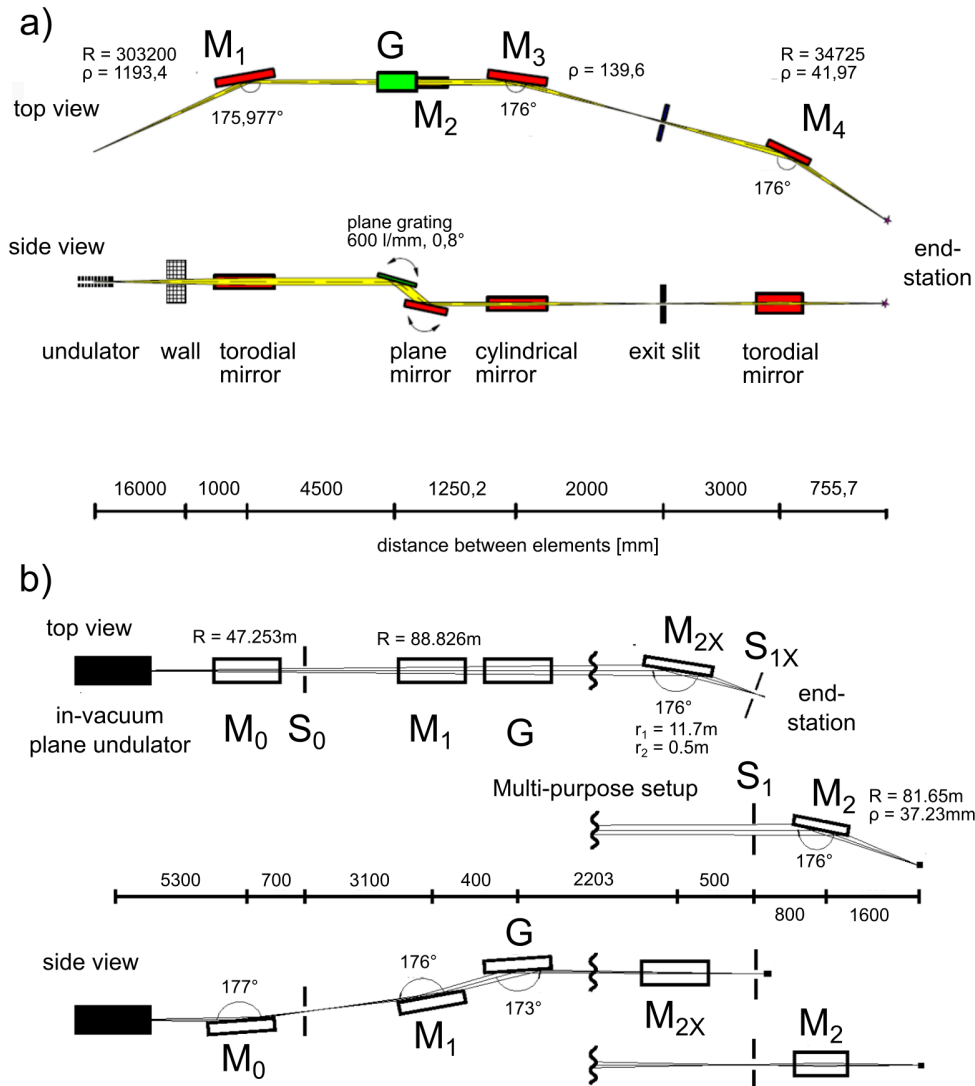 a)
R = 303200
ρ = 1193,4
M1
G
M3
ρ = 139,6
R = 34725
ρ = 41,97
top view
175,977°
M2
176°
M4
176°
side view
plane grating
600 l/mm, 0,8°
end-
station
undulator
wall
torodial
mirror
plane
mirror
cylindrical
mirror
exit slit
torodial
mirror
16000
1000
4500
1250,2
2000
3000
755,7
distance between elements [mm]
b)
top view
R = 47.253m
R = 88.826m
M2X
S1X
in-vacuum
plane undulator
M0
S0
M1
G
176°
r1 = 11.7m
r2 = 0.5m
end-
station
Multi-purpose setup
S1
M2
R = 81.65m
ρ = 37.23mm
176°
5300
700
3100
400
2203
500
800
1600
side view
G
177°
176°
173°
M0
M1
M2X
M2